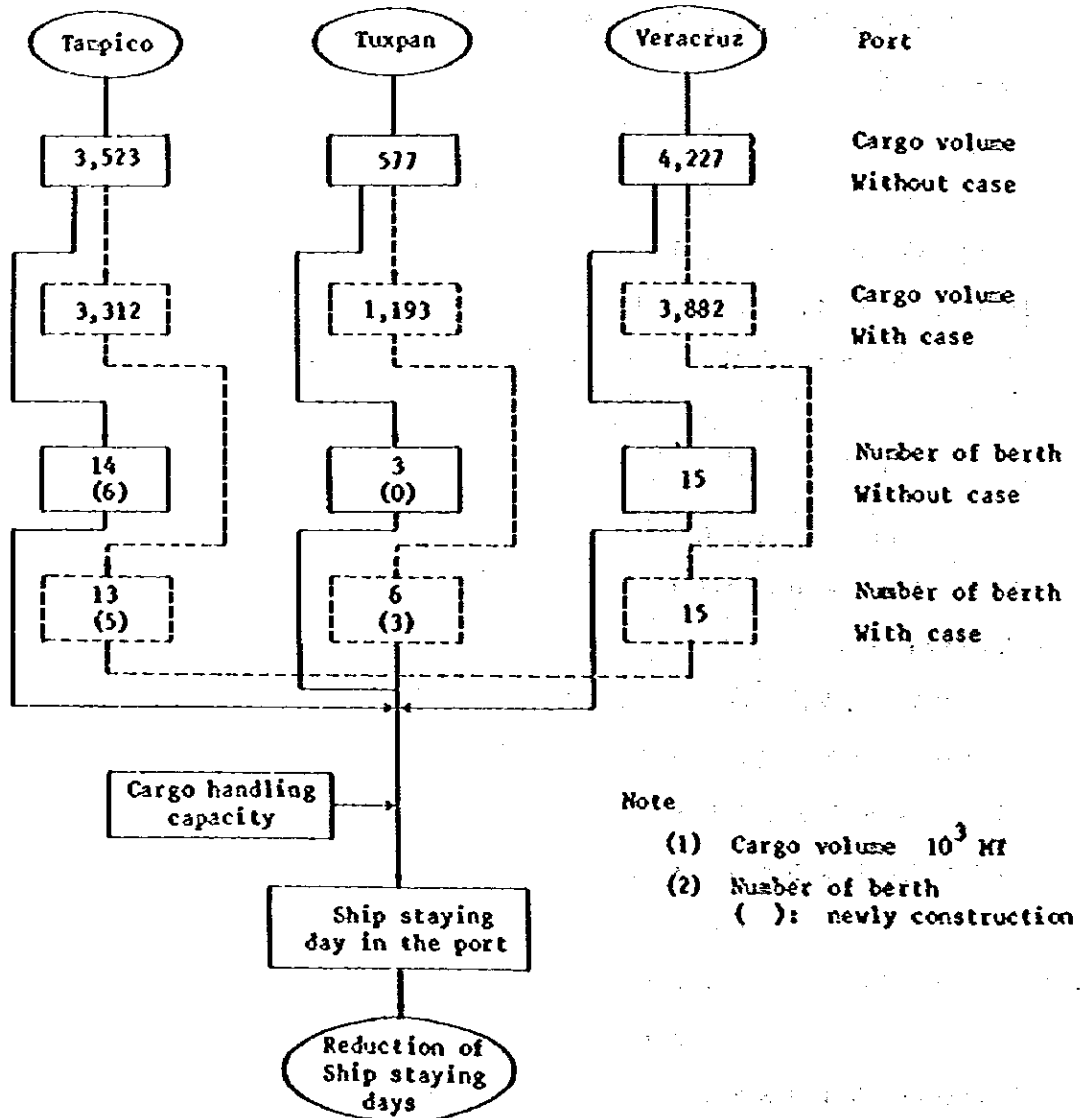 Tampico Tuxpan Veracruz Port
3,523 577 4,227 Cargo volume
Without case
3,312 1,193 3,882 Cargo volume
With case
14 3 15 Number of berth
(6) (0) Without case
13 6 15 Number of berth
(5) (3) With case
Cargo handling
capacity
Note
(1) Cargo volume 10³ MT
(2) Number of berth
( ): newly construction
Ship staying
day in the port
Reduction of
Ship staying
days